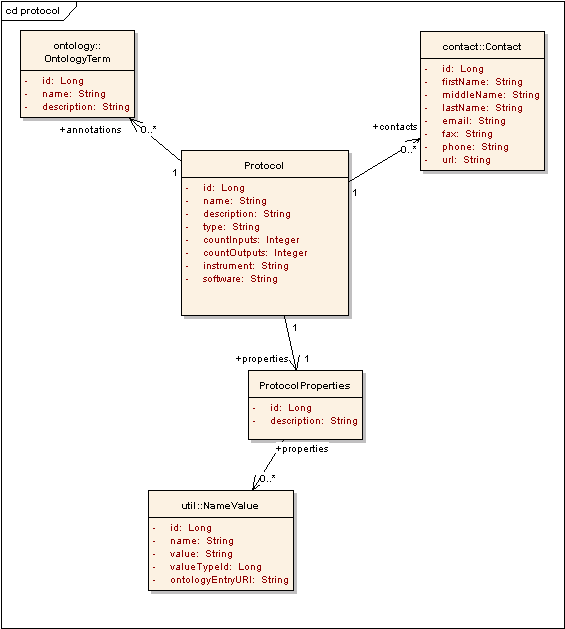 cd protocol
ontology::
OntologyTerm
- id: Long
- name: String
- description: String
contact::Contact
- id: Long
- firstName: String
- middleName: String
- lastName: String
- email: String
- fax: String
- phone: String
- url: String
+annotations
0..*
1
+contacts
0..*
1
Protocol
- id: Long
- name: String
- description: String
- type: String
- countInputs: Integer
- countOutputs: Integer
- instrument: String
- software: String
1
+properties
1
ProtocolProperties
- id: Long
- description: String
+properties
0..*
util::NameValue
- id: Long
- name: String
- value: String
- valueTypeId: Long
- ontologyEntryURI: String